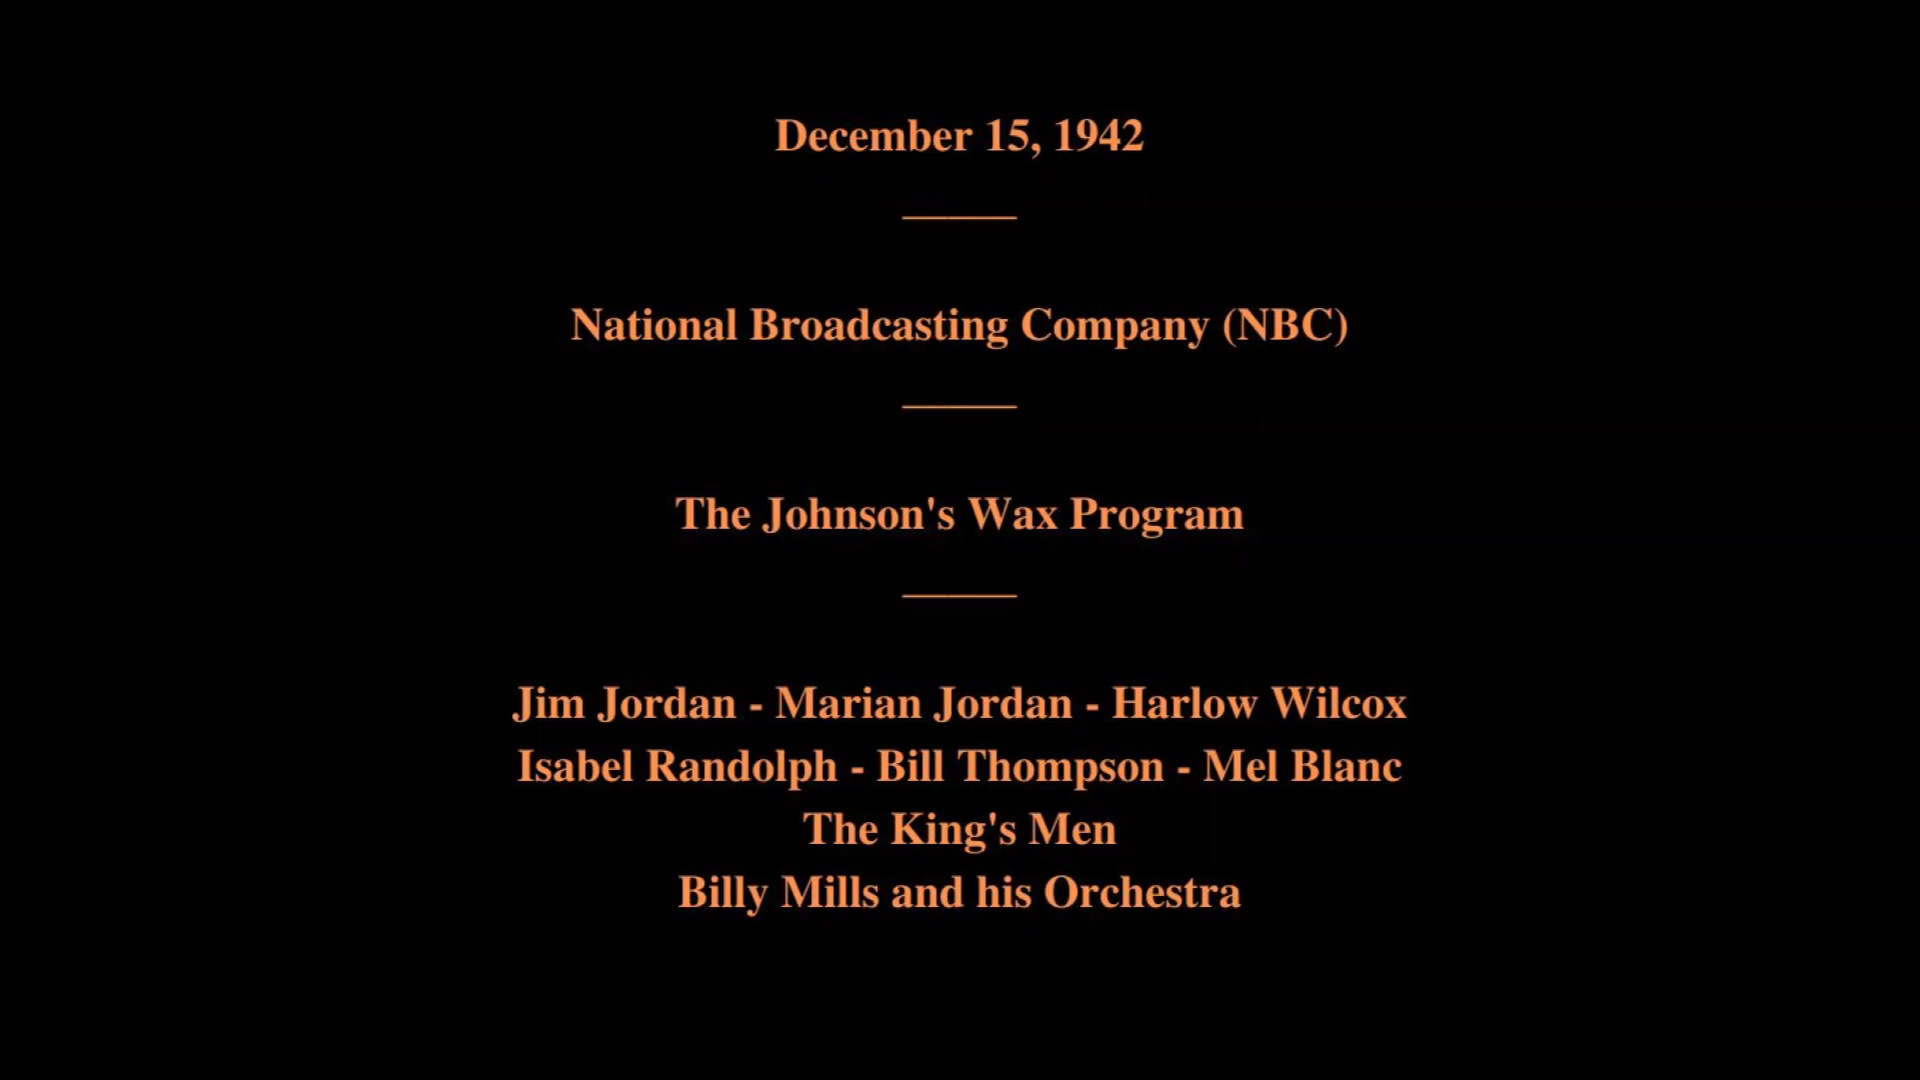 December 15, 1942
National Broadcasting Company (NBC)
The Johnson's Wax Program
Jim Jordan - Marian Jordan - Harlow Wilcox
Isabel Randolph - Bill Thompson - Mel Blanc
The King's Men
Billy Mills and his Orchestra